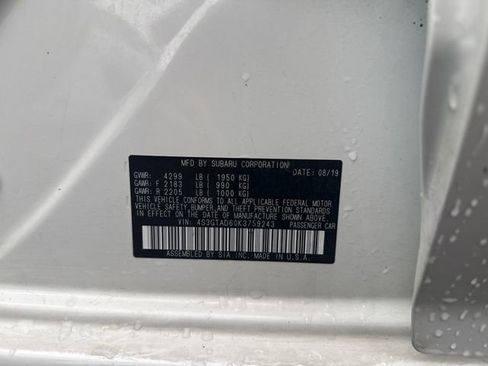 MFD BY SUBARU CORPORATION DATE: 08/19
GVWR: 4299 LB ( 1950 KG)
GAWR: F 2183 LB ( 990 KG)
GAWR: R 2205 LB ( 1000 KG)
THIS VEHICLE CONFORMS TO ALL APPLICABLE FEDERAL MOTOR
VEHICLE SAFETY, BUMPER, AND THEFT PREVENTION STANDARDS
IN EFFECT ON THE DATE OF MANUFACTURE SHOWN ABOVE.
VIN: 4S3GTAD60K3759243 PASSENGER CAR
ASSEMBLED BY SIA INC. MADE IN U.S.A.